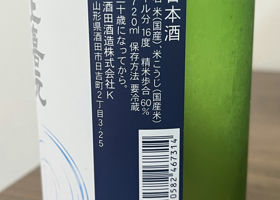 日本酒
米(国産)、米こうじ(国産米)
ル分 16度 精米歩合 60%
720ml 保存方法 要冷蔵
二十歳になってから。
酒田酒造株式会社K
山形県酒田市日吉町2丁目3-25
0582467314